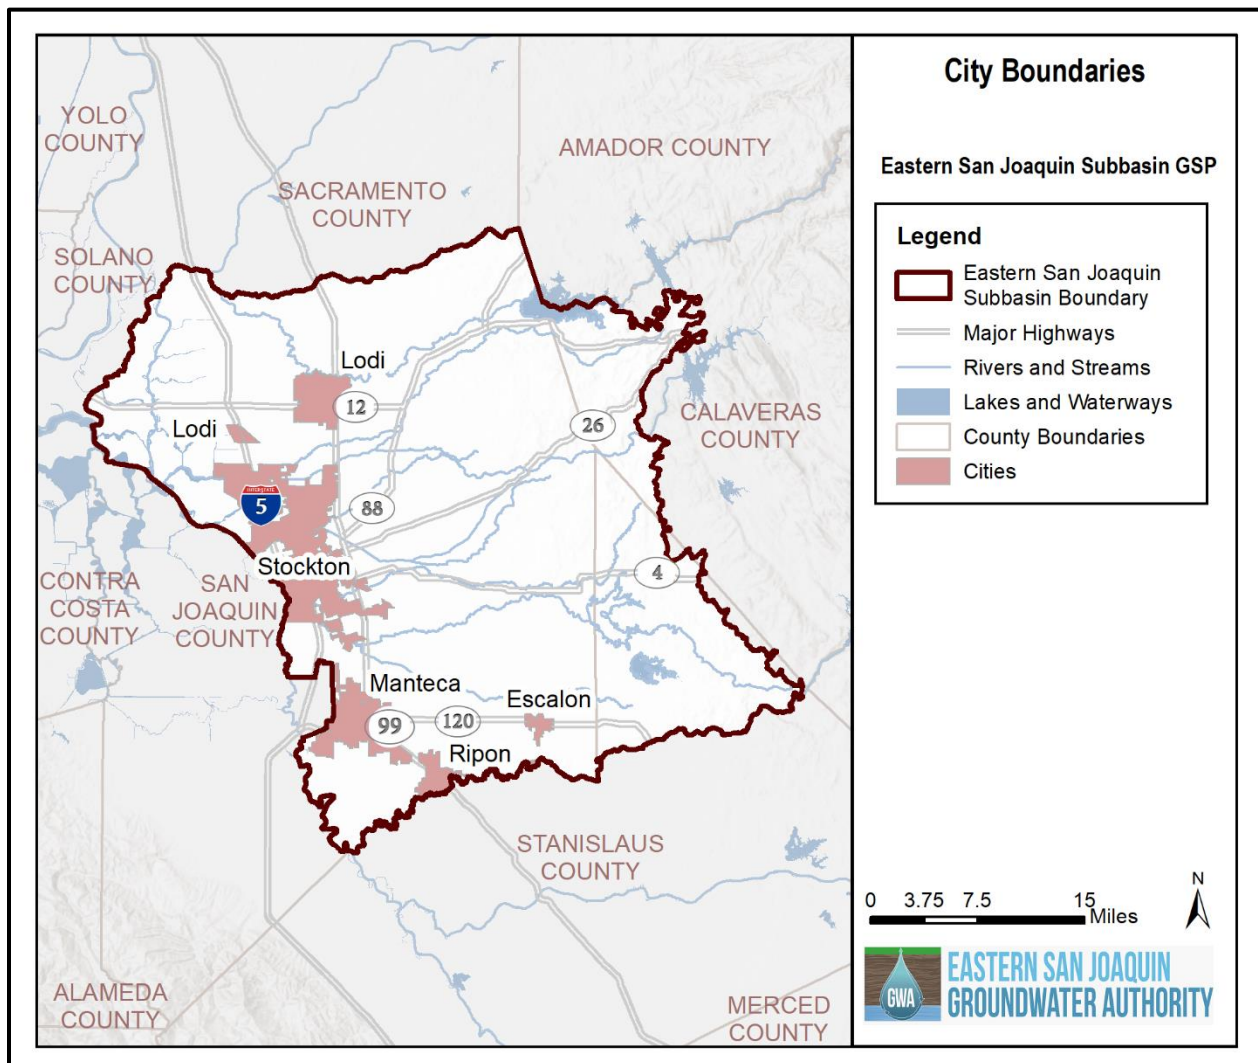 City Boundaries
Eastern San Joaquin Subbasin GSP
Legend
Eastern San Joaquin
Subbasin Boundary
Major Highways
Rivers and Streams
Lakes and Waterways
County Boundaries
Cities
YOLO
COUNTY
AMADOR COUNTY
SACRAMENTO
COUNTY
SOLANO
COUNTY
Lodi
12
Lodi
26
CALAVERAS
COUNTY
INTERSTATE
5
88
Stockton
4
CONTRA
COSTA
COUNTY
SAN
JOAQUIN
COUNTY
Manteca
Escalon
99
120
Ripon
STANISLAUS
COUNTY
ALAMEDA
COUNTY
MERCED
COUNTY
N
0 3.75 7.5 15
Miles
GWA
EASTERN SAN JOAQUIN
GROUNDWATER AUTHORITY